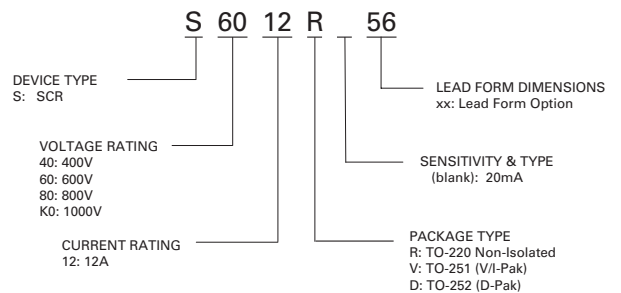 S 60 12 R _ 56
DEVICE TYPE
S: SCR
VOLTAGE RATING
40: 400V
60: 600V
80: 800V
K0: 1000V
CURRENT RATING
12: 12A
LEAD FORM DIMENSIONS
xx: Lead Form Option
SENSITIVITY & TYPE
(blank): 20mA
PACKAGE TYPE
R: TO-220 Non-Isolated
V: TO-251 (V/I-Pak)
D: TO-252 (D-Pak)